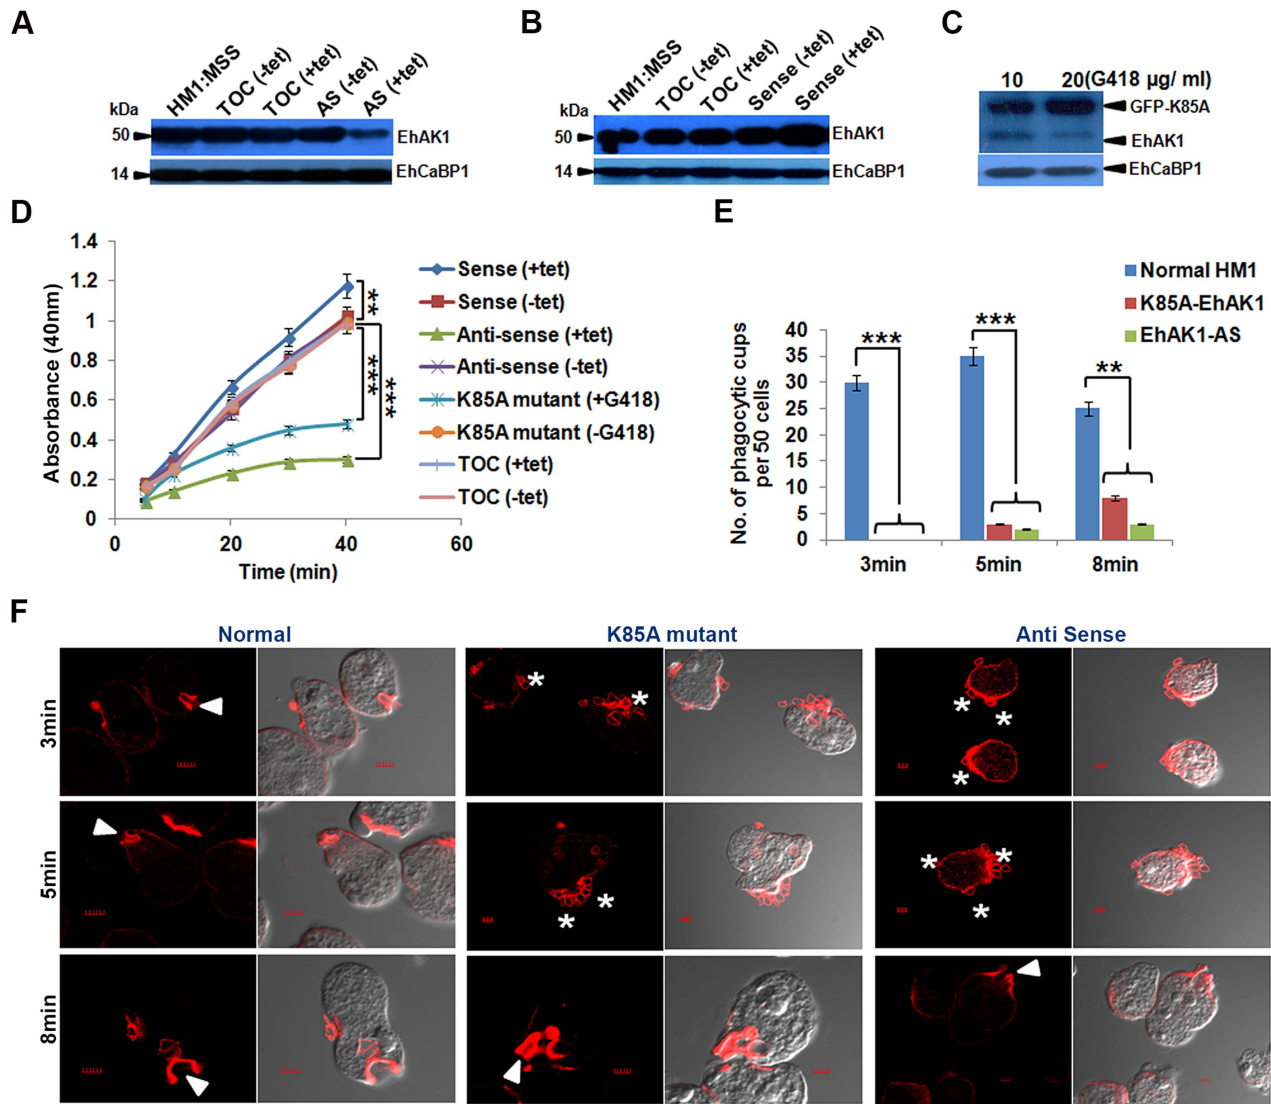 A
HM1:MSS
TOC (-tet)
TOC (+tet)
AS (-tet)
AS (+tet)
kDa
50
EhAK1
14
EhCaBP1
B
HM1:MSS
TOC (-tet)
TOC (+tet)
Sense (-tet)
Sense (+tet)
kDa
50
EhAK1
14
EhCaBP1
C
10 20(G418 µg/ ml)
GFP-K85A
EhAK1
EhCaBP1
D
Absorbance (40nm)
1.4
1.2
1
0.8
0.6
0.4
0.2
0
0 20 40 60
Time (min)
**
***
***
Sense (+tet)
Sense (-tet)
Anti-sense (+tet)
Anti-sense (-tet)
K85A mutant (+G418)
K85A mutant (-G418)
TOC (+tet)
TOC (-tet)
E
Normal HM1
K85A-EhAK1
EhAK1-AS
No. of phagocytic cups
per 50 cells
40
35
30
25
20
15
10
5
0
***
***
**
3min 5min 8min
F
Normal K85A mutant Anti Sense
3min
* * * * *
5min
* * * * *
8min